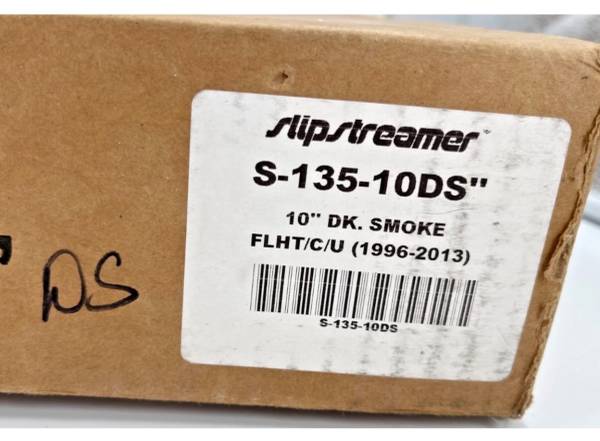 slipstreamer
S-135-10DS"
10" DK. SMOKE
FLHT/C/U (1996-2013)
S-135-10DS
DS